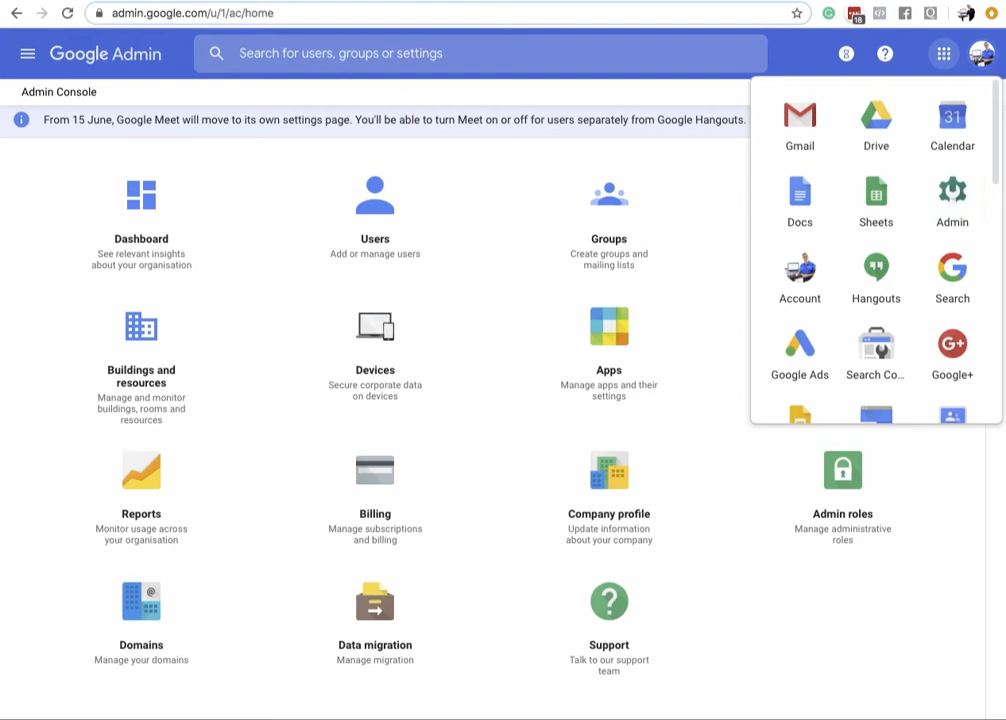 admin.google.com/u/1/ac/home
18
Google Admin
Search for users, groups or settings
8
?
Admin Console
i
From 15 June, Google Meet will move to its own settings page. You'll be able to turn Meet on or off for users separately from Google Hangouts.
Gmail
Drive
31
Calendar
Docs
Sheets
Admin
Account
Hangouts
Search
Google Ads
Search Co...
G+
Google+
Dashboard
See relevant insights
about your organisation
Users
Add or manage users
Groups
Create groups and
mailing lists
Buildings and
resources
Manage and monitor
buildings, rooms and
resources
Devices
Secure corporate data
on devices
Apps
Manage apps and their
settings
Reports
Monitor usage across
your organisation
Billing
Manage subscriptions
and billing
Company profile
Update information
about your company
Admin roles
Manage administrative
roles
@
Domains
Manage your domains
Data migration
Manage migration
?
Support
Talk to our support
team